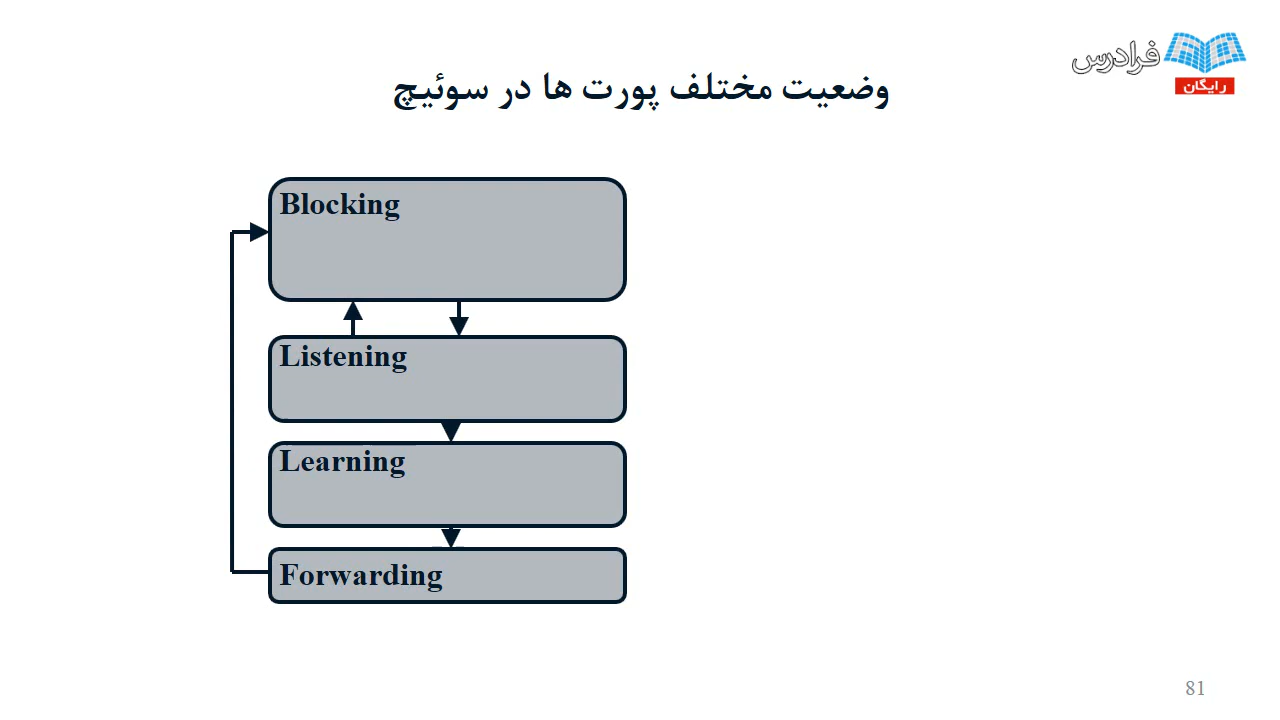 فرادرس
رایگان
وضعیت مختلف پورت ها در سوئیچ
Blocking
Listening
Learning
Forwarding
81